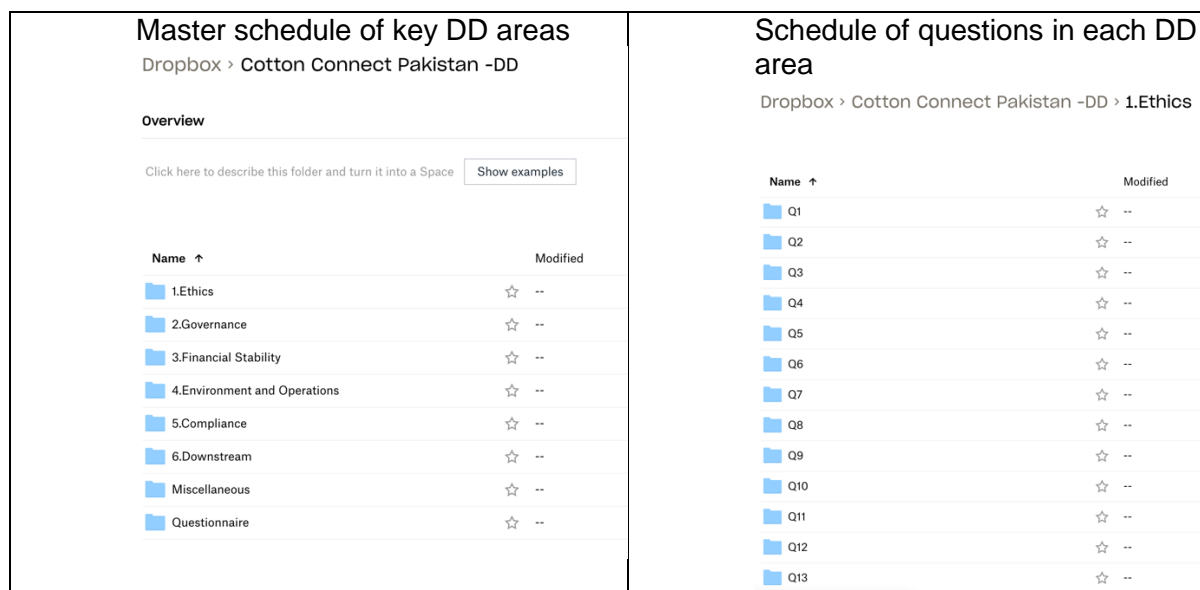 Master schedule of key DD areas
Dropbox > Cotton Connect Pakistan -DD
Overview
Click here to describe this folder and turn it into a Space Show examples
Name ↑ Modified
1.Ethics --
2.Governance --
3.Financial Stability --
4.Environment and Operations --
5.Compliance --
6.Downstream --
Miscellaneous --
Questionnaire --
Schedule of questions in each DD
area
Dropbox > Cotton Connect Pakistan -DD > 1.Ethics
Name ↑ Modified
Q1 --
Q2 --
Q3 --
Q4 --
Q5 --
Q6 --
Q7 --
Q8 --
Q9 --
Q10 --
Q11 --
Q12 --
Q13 --